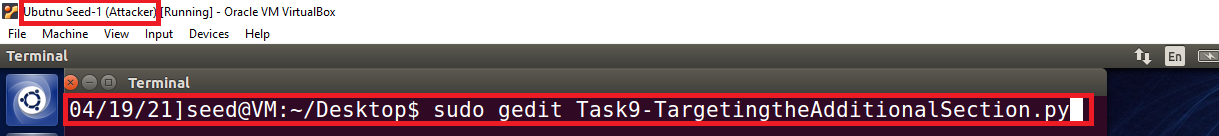 Ubutnu Seed-1 (Attacker) [Running] - Oracle VM VirtualBox
File Machine View Input Devices Help
Terminal En
Terminal
04/19/21]seed@VM:~/Desktop$ sudo gedit Task9-TargetingtheAdditionalSection.py